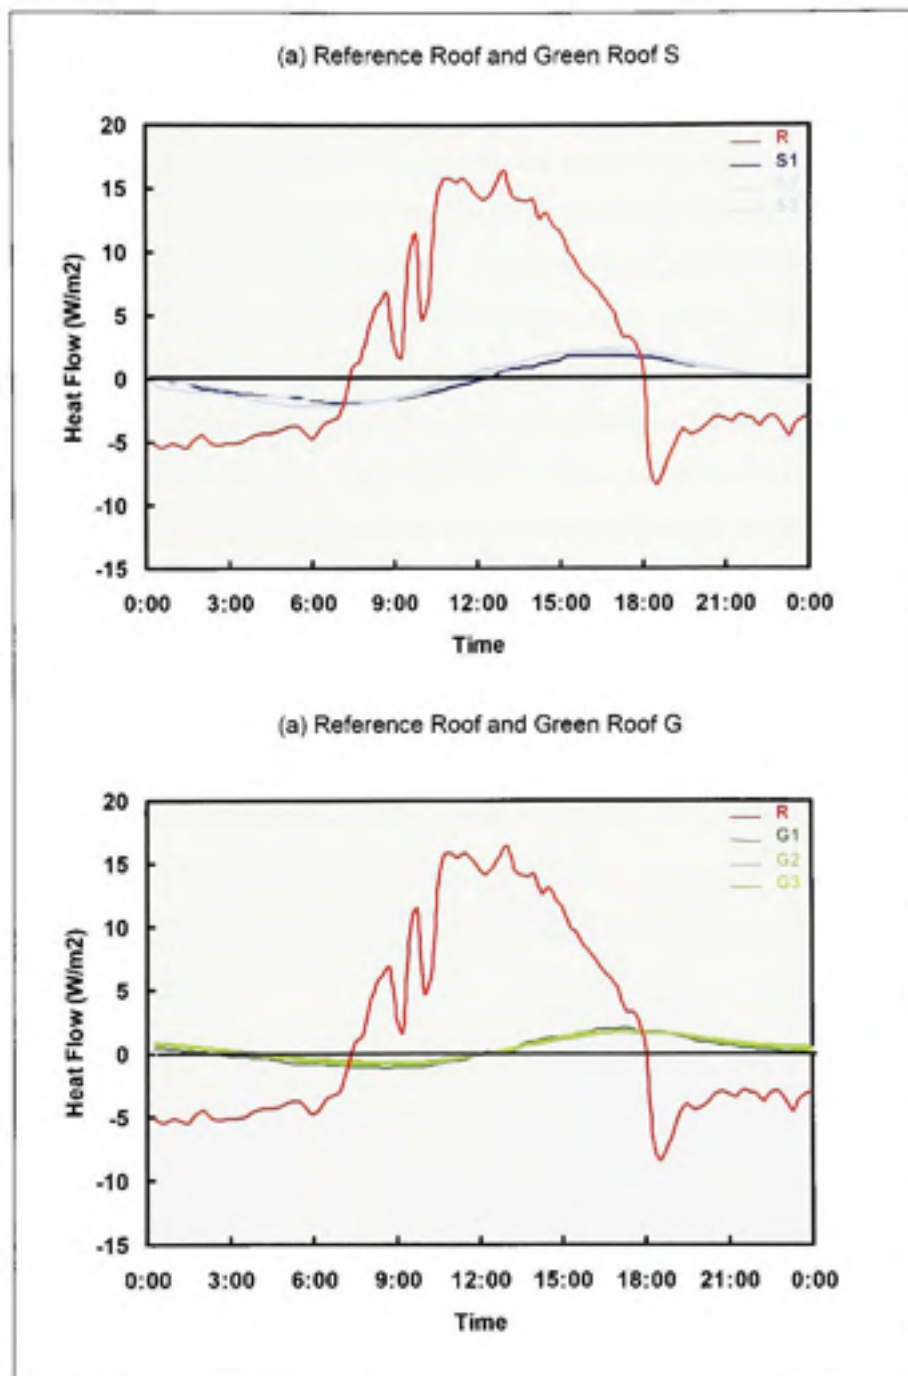 (a) Reference Roof and Green Roof S
20
15
10
5
0
-5
-10
-15
Heat Flow (W/m2)
R
S1
S2
S3
0:00 3:00 6:00 9:00 12:00 15:00 18:00 21:00 0:00
Time
(a) Reference Roof and Green Roof G
20
15
10
5
0
-5
-10
-15
Heat Flow (W/m2)
R
G1
G2
G3
0:00 3:00 6:00 9:00 12:00 15:00 18:00 21:00 0:00
Time